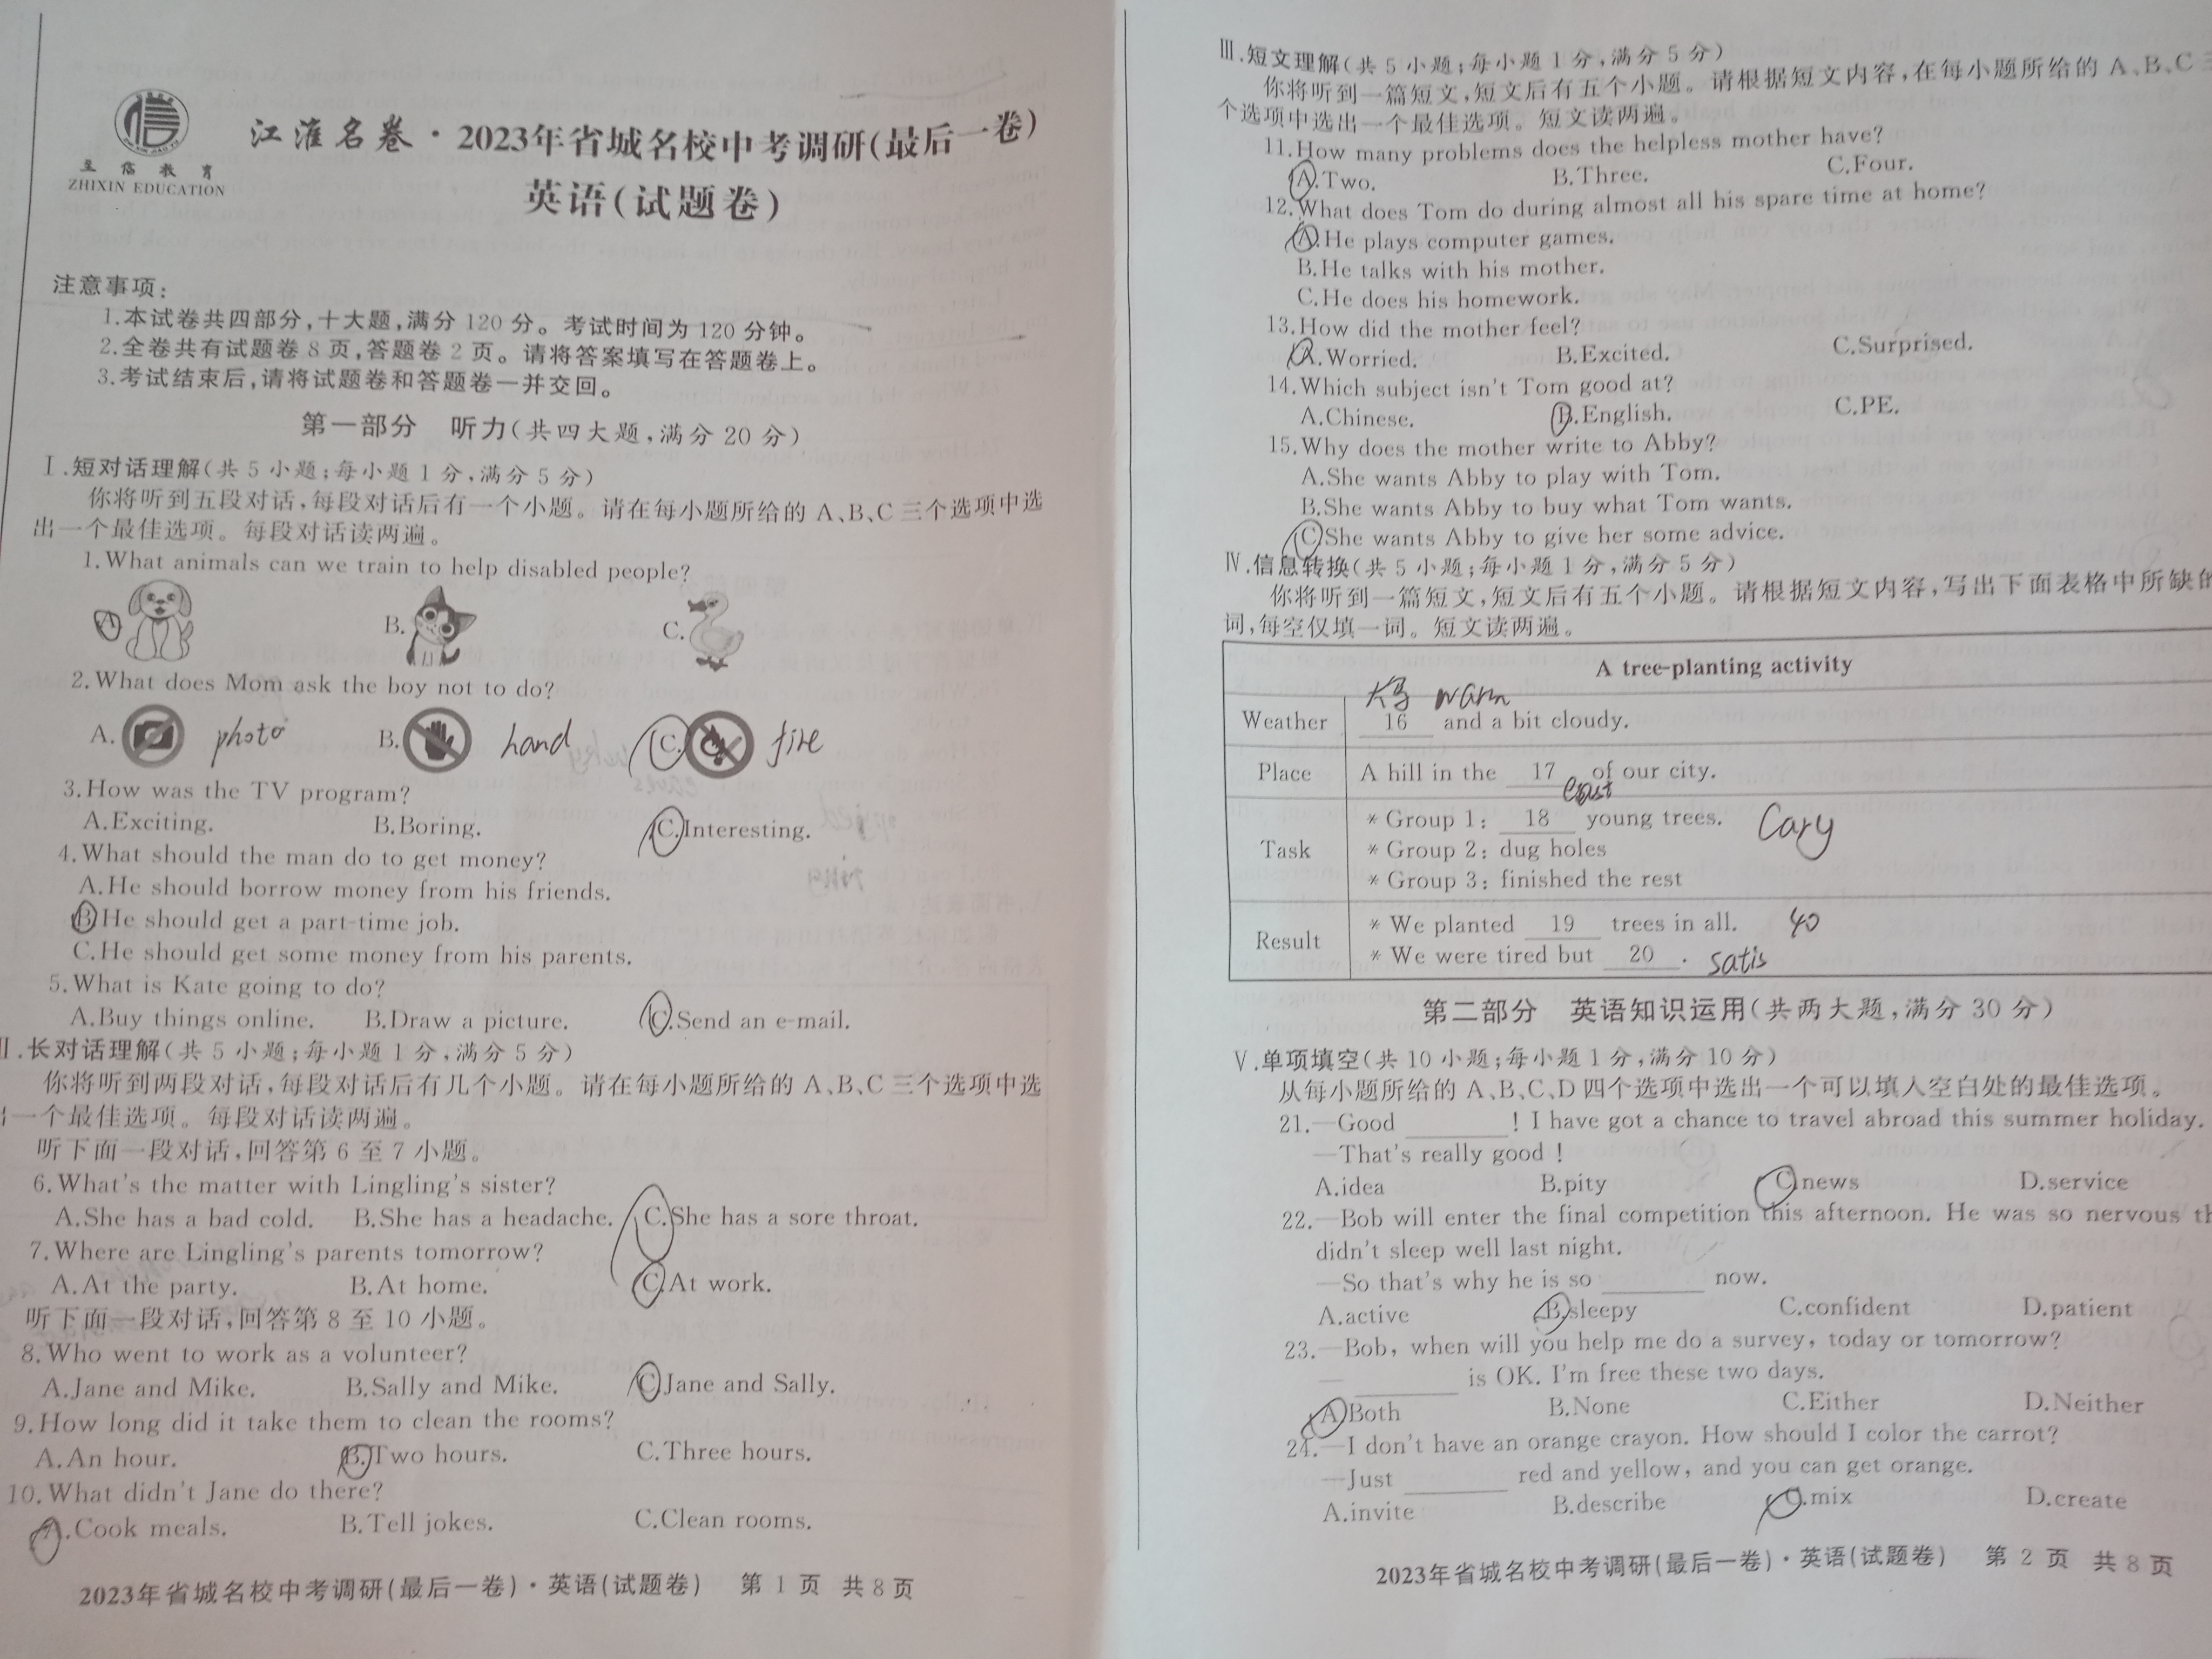 至信教育
ZHIXIN EDUCATION
江淮名卷·2023年省城名校中考调研(最后一卷)
英语(试题卷)
注意事项:
1.本试卷共四部分,十大题,满分120分。考试时间为120分钟。
2.全卷共有试题卷8页,答题卷2页。请将答案填写在答题卷上。
3.考试结束后,请将试题卷和答题卷一并交回。
第一部分 听力(共四大题,满分20分)
Ⅰ.短对话理解(共5小题;每小题1分,满分5分)
你将听到五段对话,每段对话后有一个小题。请在每小题所给的A、B、C三个选项中选
出一个最佳选项。每段对话读两遍。
1.What animals can we train to help disabled people?
A. B. C.
2.What does Mom ask the boy not to do?
A. photo B. hand C. fire
3.How was the TV program?
A.Exciting. B.Boring. C.Interesting.
4.What should the man do to get money?
A.He should borrow money from his friends.
B.He should get a part-time job.
C.He should get some money from his parents.
5.What is Kate going to do?
A.Buy things online. B.Draw a picture. C.Send an e-mail.
Ⅱ.长对话理解(共5小题;每小题1分,满分5分)
你将听到两段对话,每段对话后有几个小题。请在每小题所给的A、B、C三个选项中选
一个最佳选项。每段对话读两遍。
听下面一段对话,回答第6至7小题。
6.What's the matter with Lingling's sister?
A.She has a bad cold. B.She has a headache. C.She has a sore throat.
7.Where are Lingling's parents tomorrow?
A.At the party. B.At home. C.At work.
听下面一段对话,回答第8至10小题。
8.Who went to work as a volunteer?
A.Jane and Mike. B.Sally and Mike. C.Jane and Sally.
9.How long did it take them to clean the rooms?
A.An hour. B.Two hours. C.Three hours.
10.What didn't Jane do there?
A.Cook meals. B.Tell jokes. C.Clean rooms.
2023年省城名校中考调研(最后一卷)·英语(试题卷) 第1页 共8页
Ⅲ.短文理解(共5小题;每小题1分,满分5分)
你将听到一篇短文,短文后有五个小题。请根据短文内容,在每小题所给的A、B、C三
个选项中选出一个最佳选项。短文读两遍。
11.How many problems does the helpless mother have?
A.Two. B.Three. C.Four.
12.What does Tom do during almost all his spare time at home?
A.He plays computer games.
B.He talks with his mother.
C.He does his homework.
13.How did the mother feel?
A.Worried. B.Excited. C.Surprised.
14.Which subject isn't Tom good at?
A.Chinese. B.English. C.PE.
15.Why does the mother write to Abby?
A.She wants Abby to play with Tom.
B.She wants Abby to buy what Tom wants.
C.She wants Abby to give her some advice.
Ⅳ.信息转换(共5小题;每小题1分,满分5分)
你将听到一篇短文,短文后有五个小题。请根据短文内容,写出下面表格中所缺的
词,每空仅填一词。短文读两遍。
A tree-planting activity
warm
Weather 16 and a bit cloudy.
Place A hill in the 17 of our city.
east
Task * Group 1: 18 young trees. Cary
* Group 2: dug holes
* Group 3: finished the rest
Result * We planted 19 trees in all. 40
* We were tired but 20 . satis
第二部分 英语知识运用(共两大题,满分30分)
Ⅴ.单项填空(共10小题;每小题1分,满分10分)
从每小题所给的A、B、C、D四个选项中选出一个可以填入空白处的最佳选项。
21.—Good ________! I have got a chance to travel abroad this summer holiday.
—That's really good!
A.idea B.pity C.news D.service
22.—Bob will enter the final competition this afternoon. He was so nervous
didn't sleep well last night.
—So that's why he is so ________ now.
A.active B.sleepy C.confident D.patient
23.—Bob, when will you help me do a survey, today or tomorrow?
—________ is OK. I'm free these two days.
A.Both B.None C.Either D.Neither
24.—I don't have an orange crayon. How should I color the carrot?
—Just ________ red and yellow, and you can get orange.
A.invite B.describe C.mix D.create
2023年省城名校中考调研(最后一卷)·英语(试题卷) 第2页 共8页